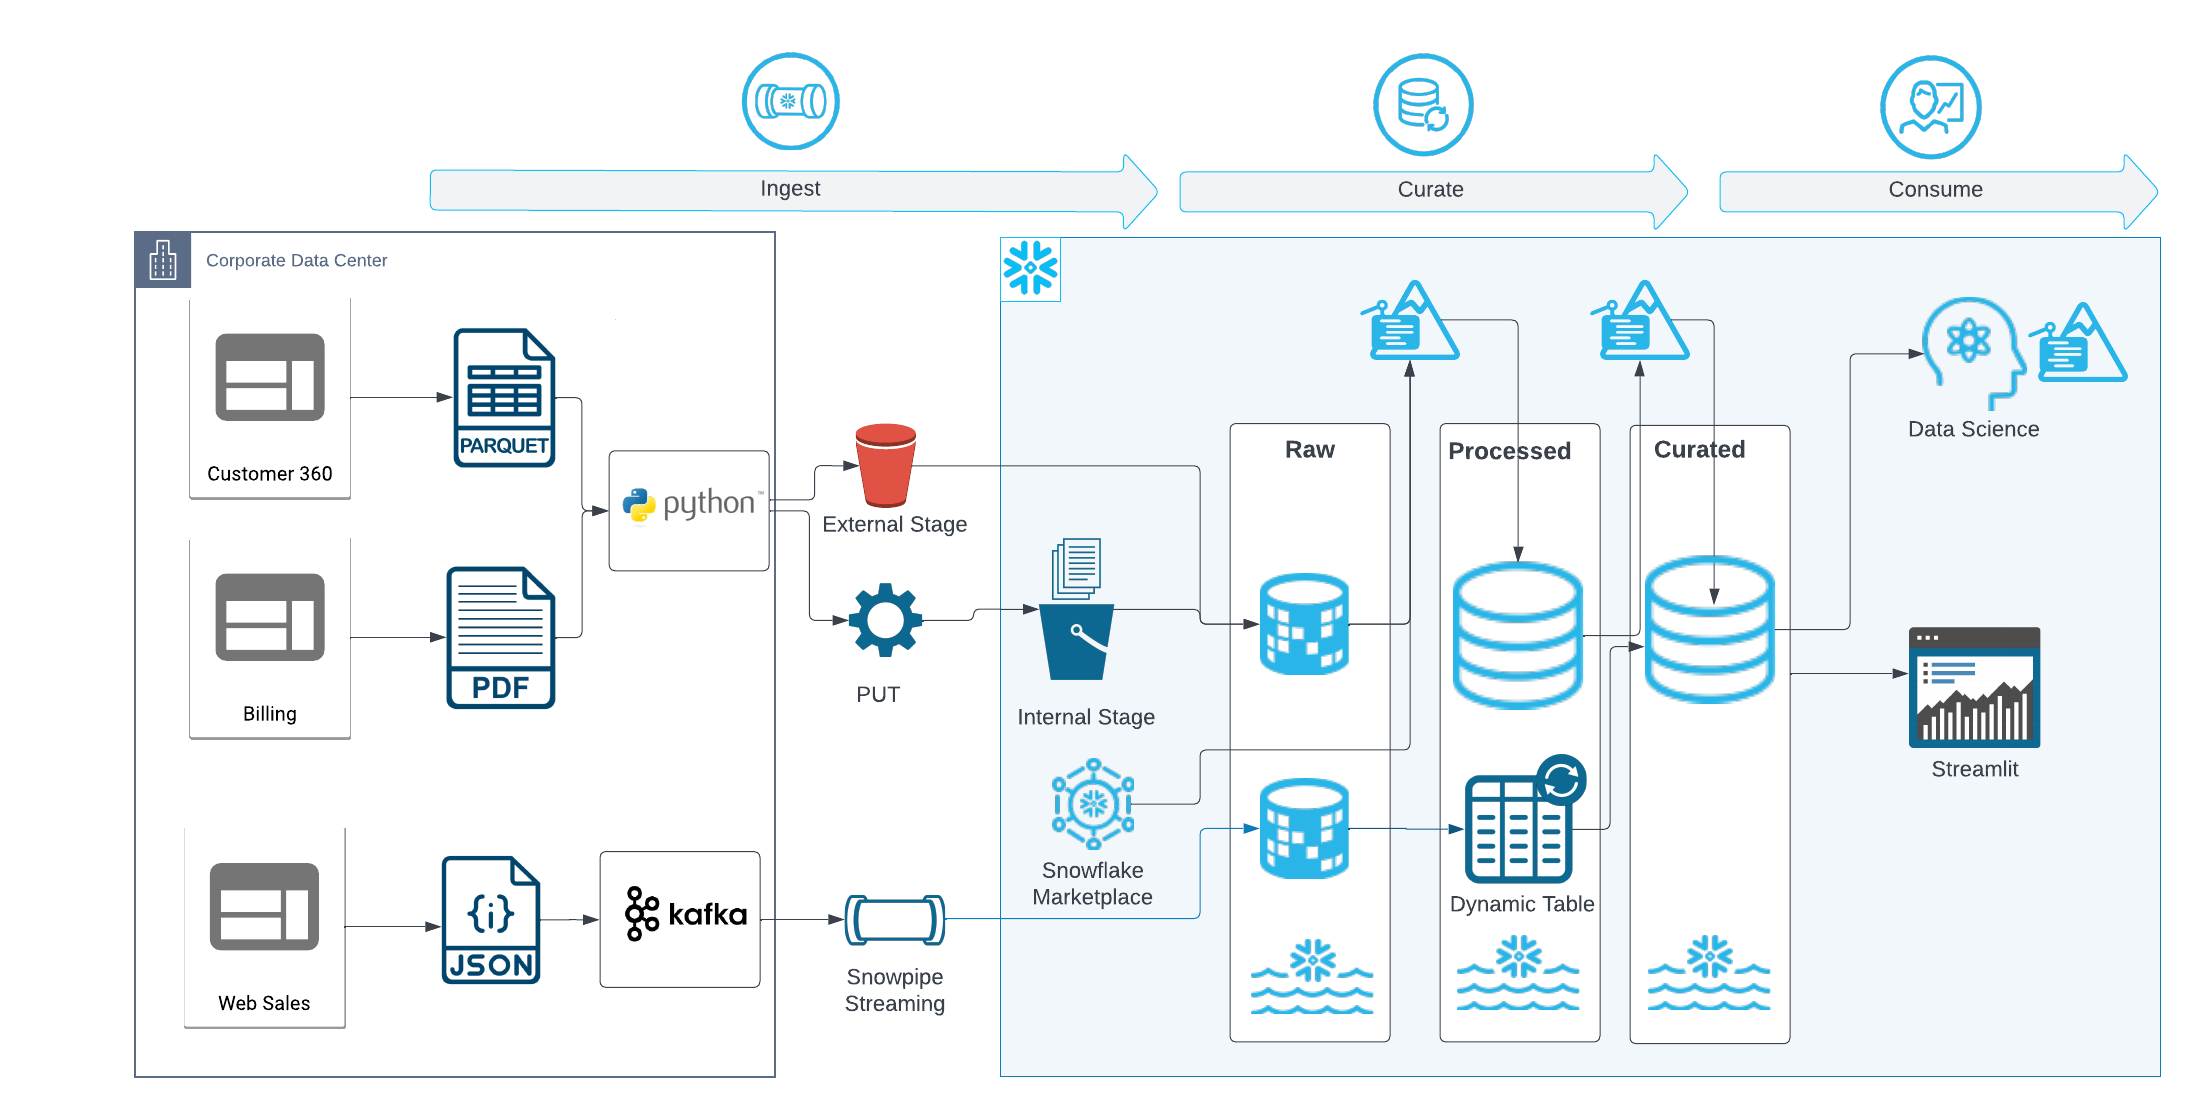 Ingest
Curate
Consume
Corporate Data Center
Customer 360
PARQUET
python™
Billing
PDF
Web Sales
{i}
JSON
kafka
External Stage
PUT
Snowpipe
Streaming
Internal Stage
Snowflake
Marketplace
Raw
Processed
Dynamic Table
Curated
Data Science
Streamlit